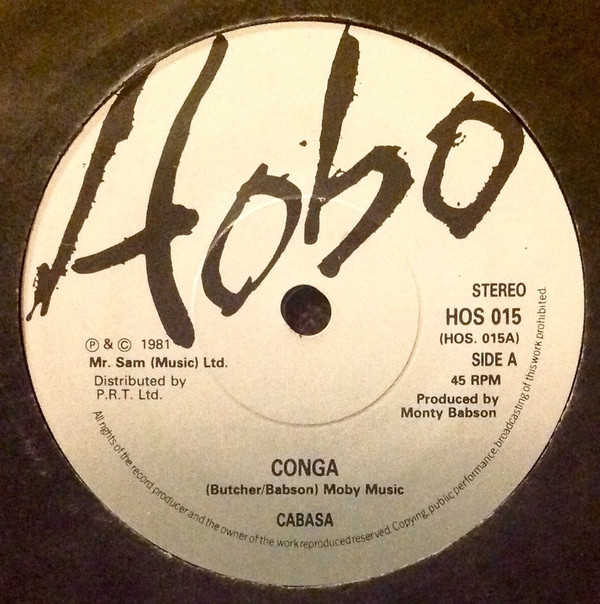 Hobo
STEREO
HOS 015
(HOS. 015A)
SIDE A
45 RPM
Produced by
Monty Babson
Ⓟ & © 1981
Mr. Sam (Music) Ltd.
Distributed by
P.R.T. Ltd.
CONGA
(Butcher/Babson) Moby Music
CABASA
All rights of the record producer and the owner of the work reproduced reserved. Copying, public performance, broadcasting of this work prohibited.